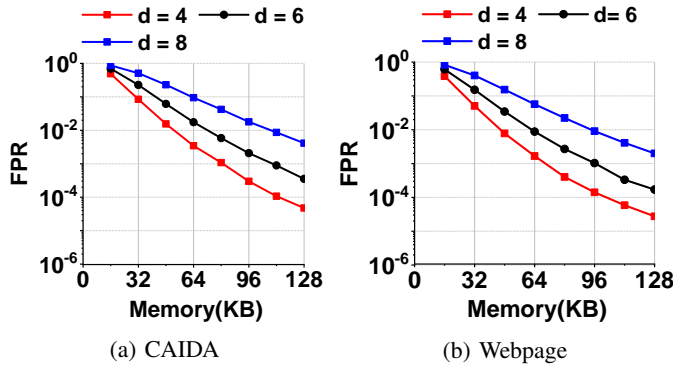 d = 4 d= 6
d = 8
10^0
10^-2
10^-4
10^-6
FPR
0 32 64 96 128
Memory(KB)
(a) CAIDA
d = 4 d = 6
d = 8
10^0
10^-2
10^-4
10^-6
FPR
0 32 64 96 128
Memory(KB)
(b) Webpage